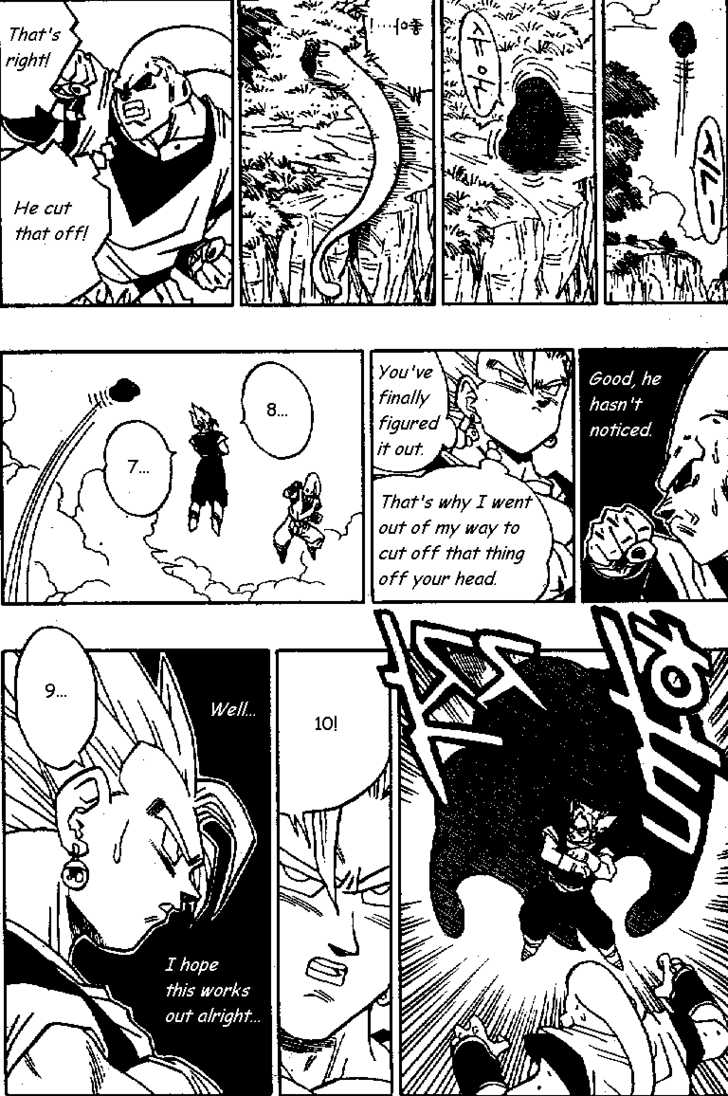 That's
right!
He cut
that off!
7...
8...
You've
finally
figured
it out.
That's why I went
out of my way to
cut off that thing
off your head.
Good, he
hasn't
noticed.
9...
Well...
I hope
this works
out alright...
10!